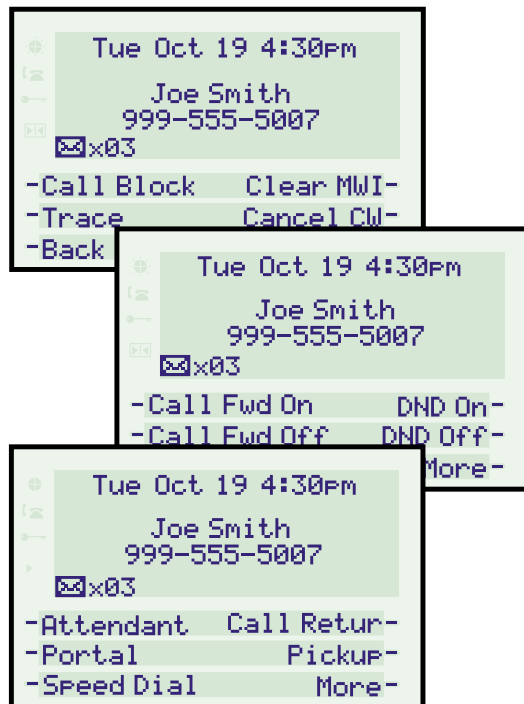 Tue Oct 19 4:30pm
Joe Smith
999-555-5007
x03
-Call Block Clear MWI-
-Trace Cancel CW-
-Back
Tue Oct 19 4:30pm
Joe Smith
999-555-5007
x03
-Call Fwd On DND On-
-Call Fwd Off DND Off-
More-
Tue Oct 19 4:30pm
Joe Smith
999-555-5007
x03
-Attendant Call Retur-
-Portal Pickup-
-Speed Dial More-